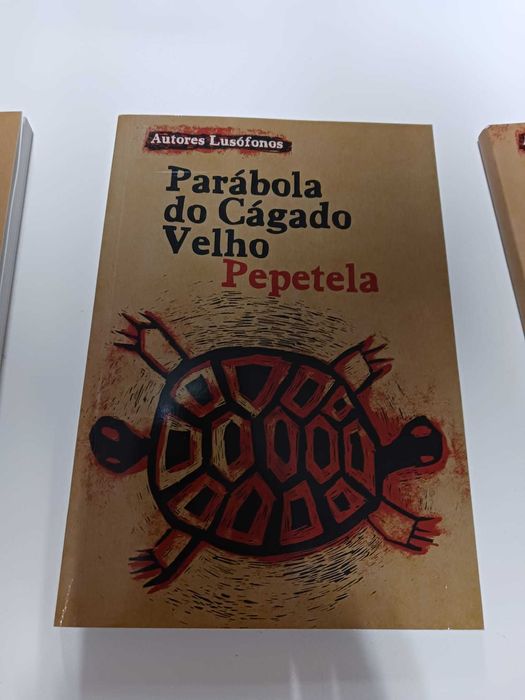 Autores Lusófonos
Parábola
do Cágado
Velho
Pepetela